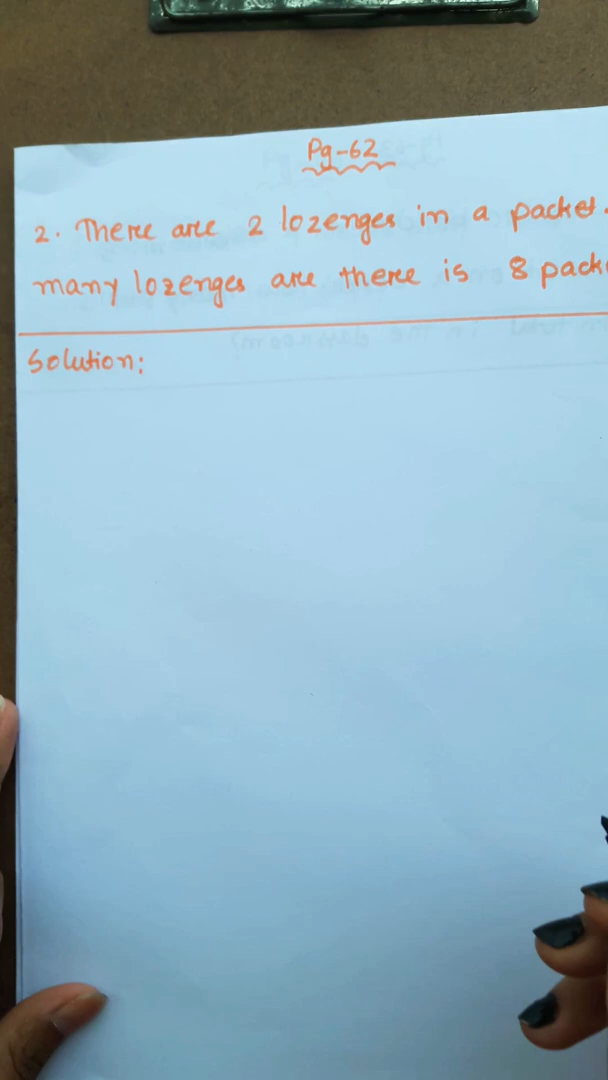 Pg-62
2. There are 2 lozenges in a packet.
many lozenges are there is 8 pack
Solution: